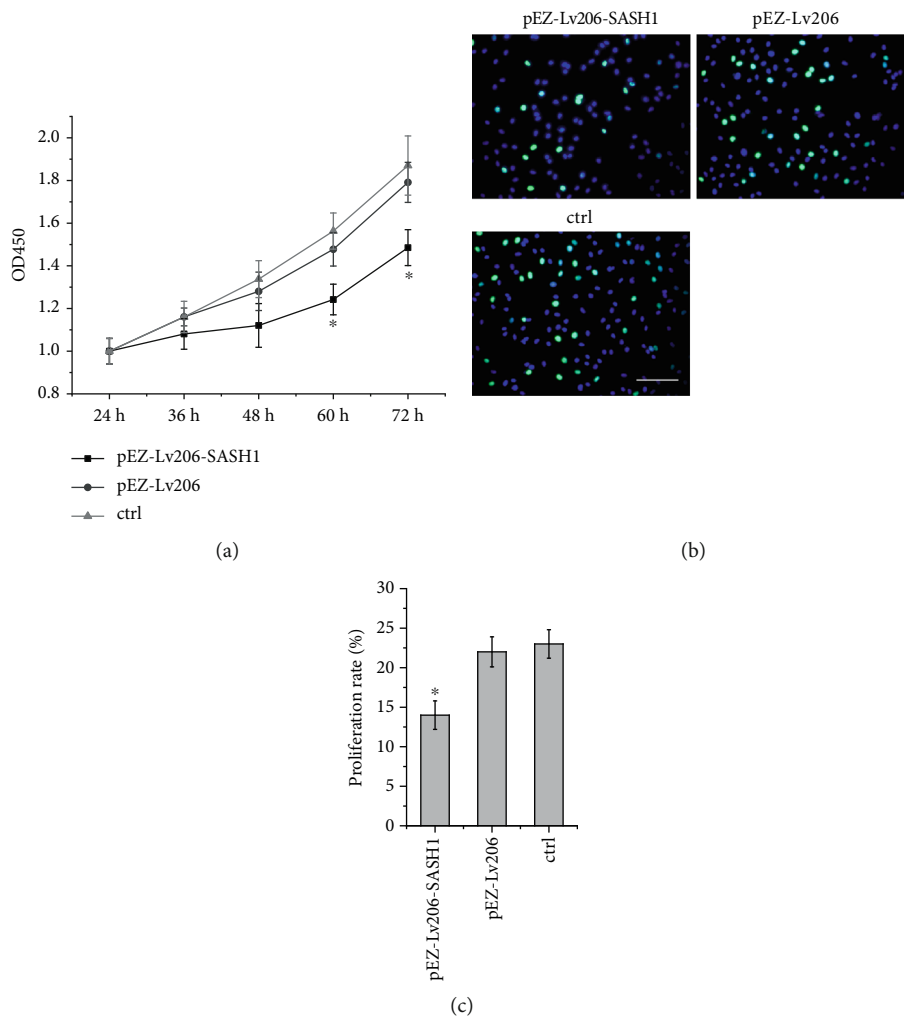 pEZ-Lv206-SASH1
pEZ-Lv206
ctrl
OD450
2.0
1.8
1.6
1.4
1.2
1.0
0.8
24 h
36 h
48 h
60 h
72 h
*
*
pEZ-Lv206-SASH1
pEZ-Lv206
ctrl
(a)
(b)
Proliferation rate (%)
30
25
20
15
10
5
0
*
pEZ-Lv206-SASH1
pEZ-Lv206
ctrl
(c)